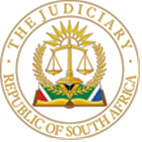 • THE JUDICIARY •
REPUBLIC OF SOUTH AFRICA